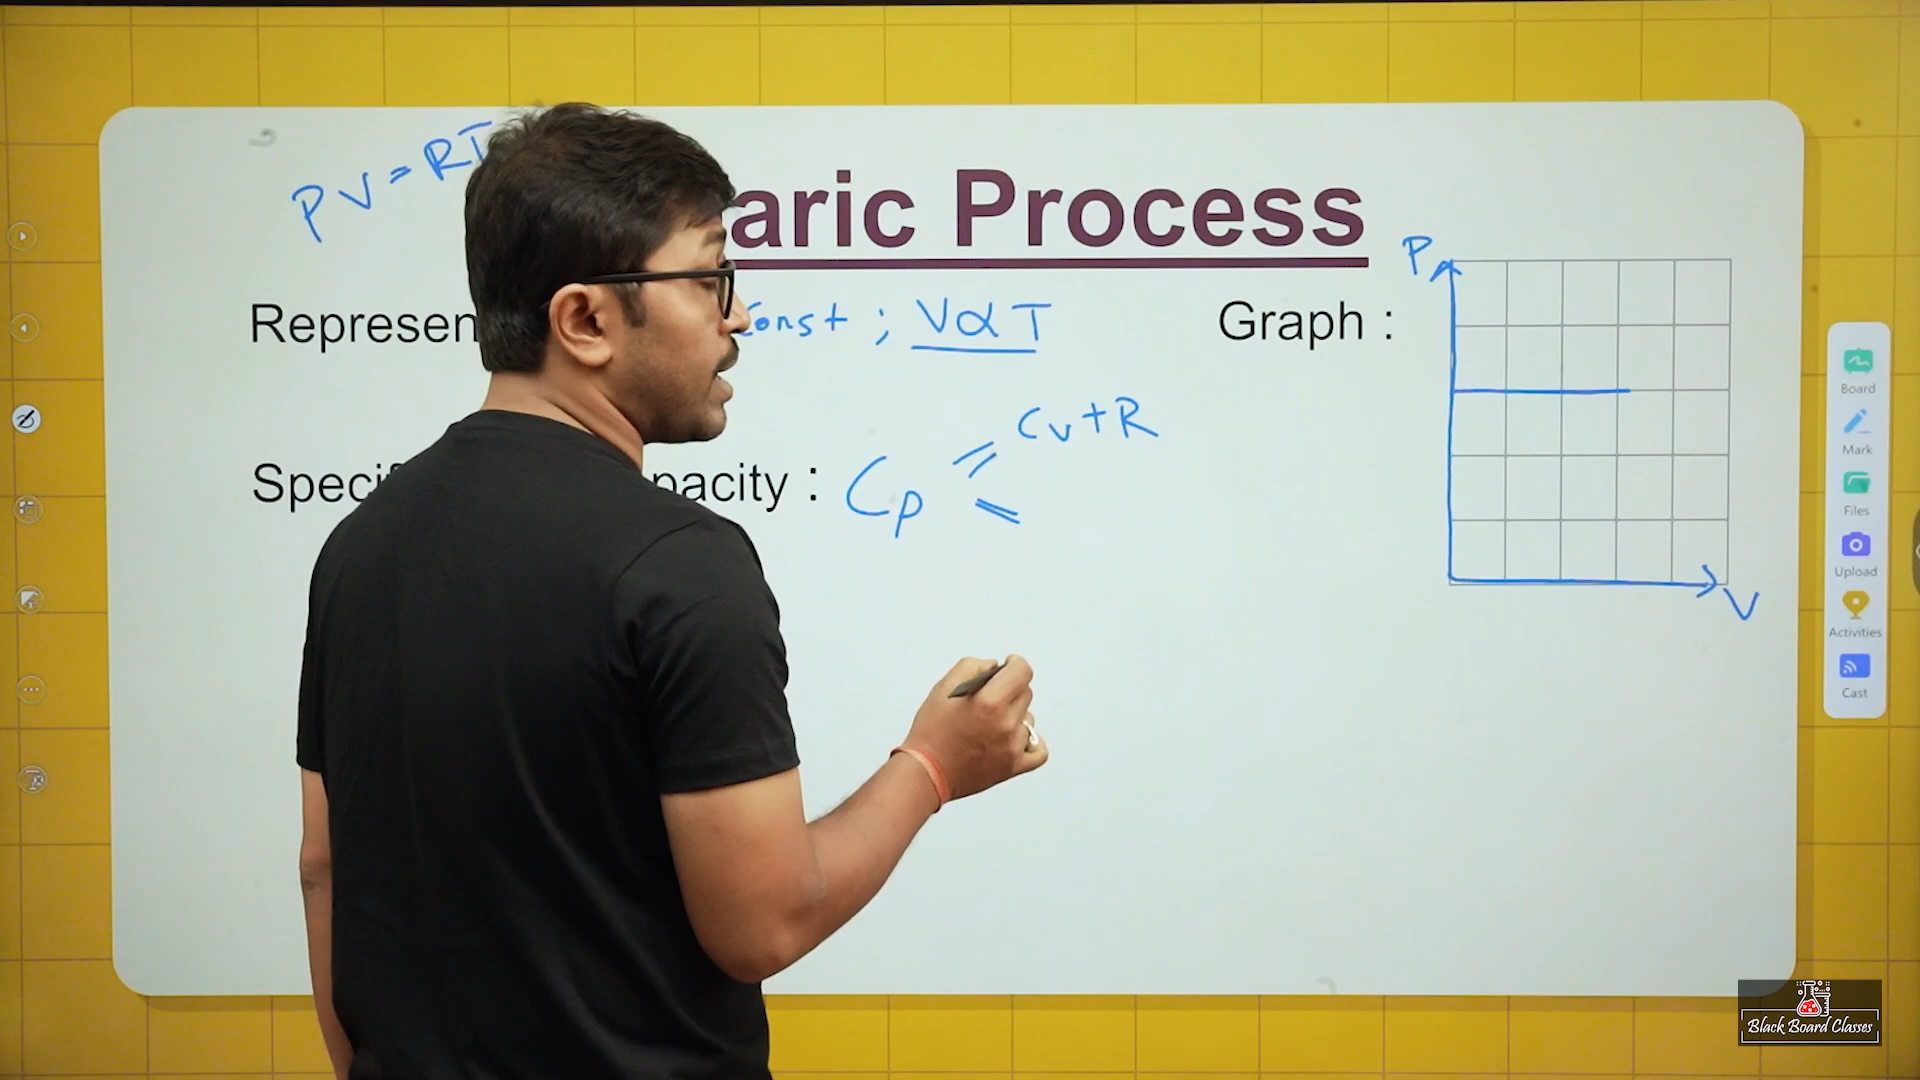 PV = RT
aric Process
Represen const ; V α T
Graph :
P
Cv + R
Speci pacity : Cp = =
V
Board
Mark
Files
Upload
Activities
Cast
Black Board Classes